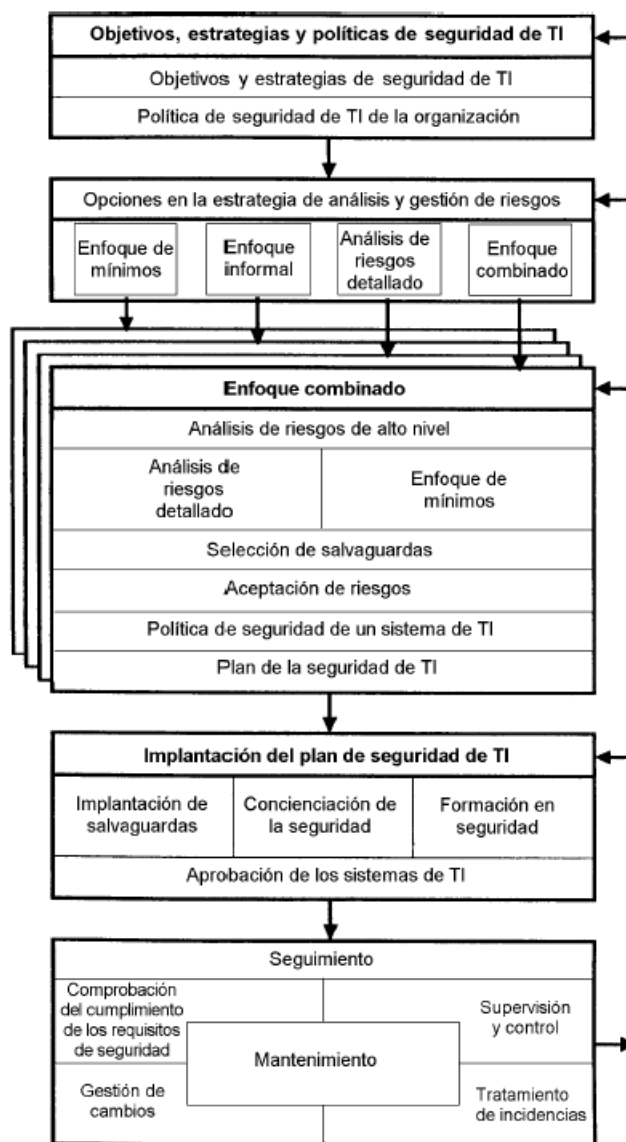 Objetivos, estrategias y políticas de seguridad de TI
Objetivos y estrategias de seguridad de TI
Política de seguridad de TI de la organización
Opciones en la estrategia de análisis y gestión de riesgos
Enfoque de
mínimos
Enfoque
informal
Análisis de
riesgos
detallado
Enfoque
combinado
Enfoque combinado
Análisis de riesgos de alto nivel
Análisis de
riesgos
detallado
Enfoque de
mínimos
Selección de salvaguardas
Aceptación de riesgos
Política de seguridad de un sistema de TI
Plan de la seguridad de TI
Implantación del plan de seguridad de TI
Implantación de
salvaguardas
Concienciación de
la seguridad
Formación en
seguridad
Aprobación de los sistemas de TI
Seguimiento
Comprobación
del cumplimiento
de los requisitos
de seguridad
Supervisión
y control
Mantenimiento
Gestión de
cambios
Tratamiento
de incidencias